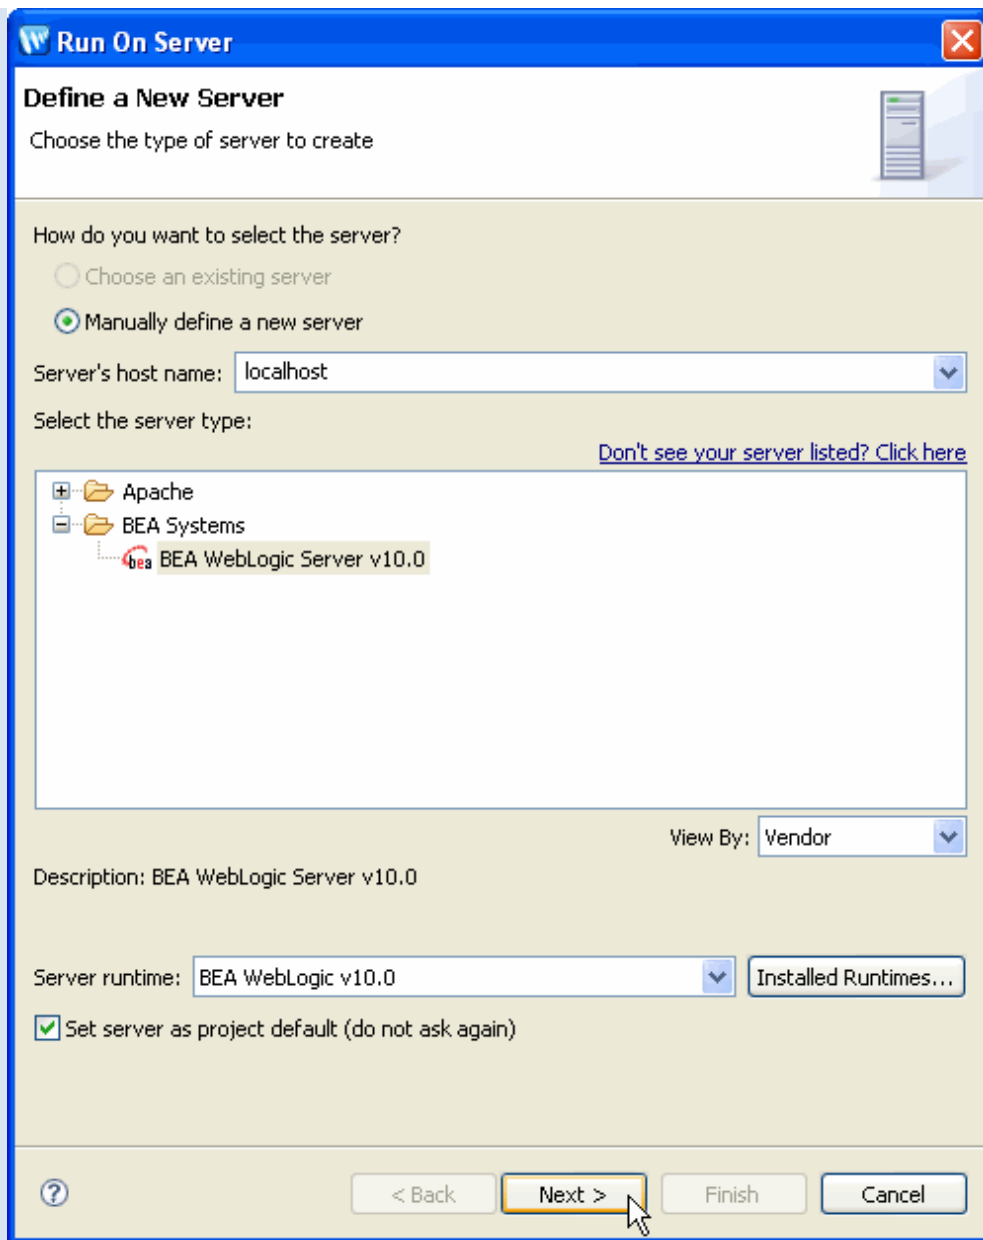 Run On Server
Define a New Server
Choose the type of server to create
How do you want to select the server?
Choose an existing server
Manually define a new server
Server's host name: localhost
Select the server type:
Don't see your server listed? Click here
Apache
BEA Systems
bea BEA WebLogic Server v10.0
View By: Vendor
Description: BEA WebLogic Server v10.0
Server runtime: BEA WebLogic v10.0 Installed Runtimes...
Set server as project default (do not ask again)
? < Back Next > Finish Cancel